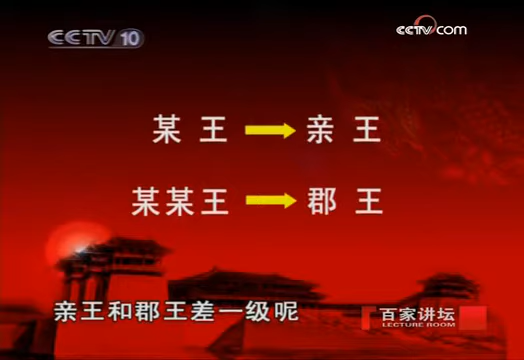 CCTV 10
CCTV com
某 王 → 亲 王
某某王 → 郡 王
亲王和郡王差一级呢
百家讲坛
LECTURE ROOM